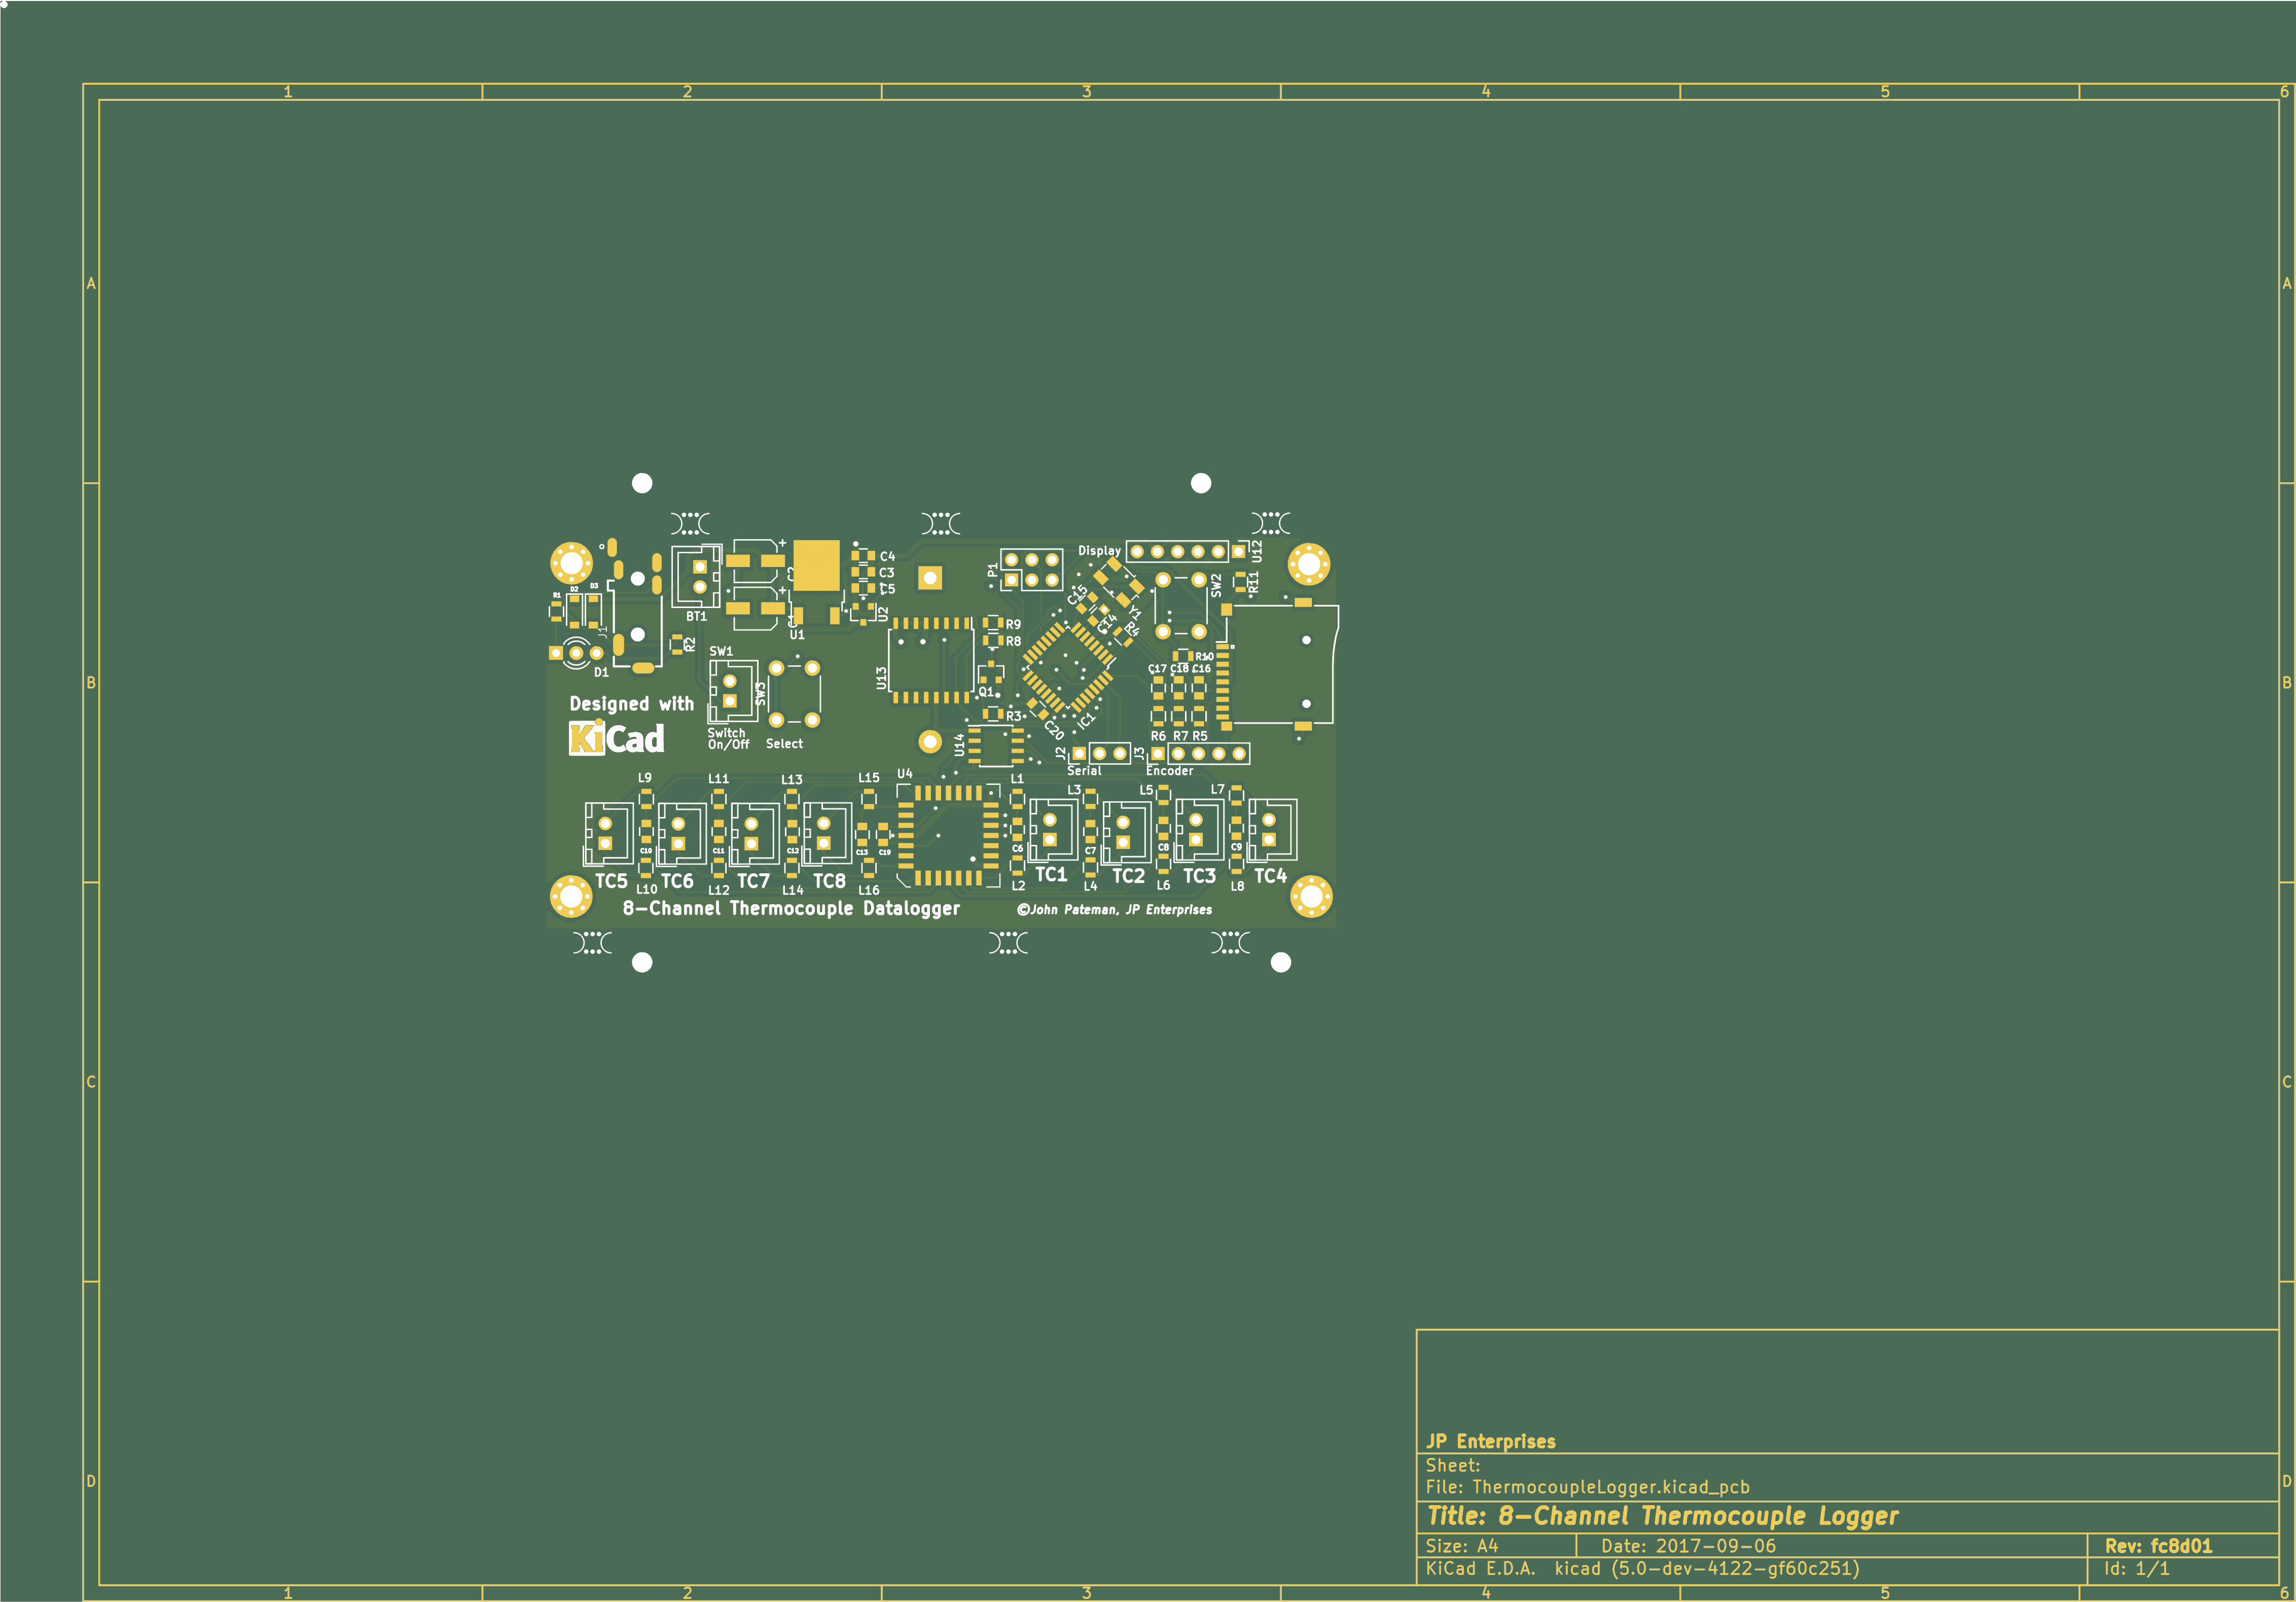 1 2 3 4 5 6
A A
Display
U12
C4
P1
C2
C3
SW2
R11
D3
C5
D2
R1
C15
BT1
C1
U2
Y1
C14
R9
J1
U1
R4
R8
R2
SW1
R10
D1
U13
C17 C18 C16
B B
SW3
Q1
Designed with
R3
IC1
KiCad
C20
Switch
On/Off
Select
U14
R6 R7 R5
J2
J3
Serial
Encoder
U4
L9 L11 L13 L15 L1
L3 L5 L7
C10 C11 C12 C13 C19 C6 C7 C8 C9
TC5 TC6 TC7 TC8 TC1 TC2 TC3 TC4
L10 L12 L14 L16 L2 L4 L6 L8
8-Channel Thermocouple Datalogger
©John Pateman, JP Enterprises
C C
JP Enterprises
Sheet:
D D
File: ThermocoupleLogger.kicad_pcb
Title: 8-Channel Thermocouple Logger
Size: A4 Date: 2017-09-06 Rev: fc8d01
KiCad E.D.A. kicad (5.0-dev-4122-gf60c251) Id: 1/1
1 2 3 4 5 6